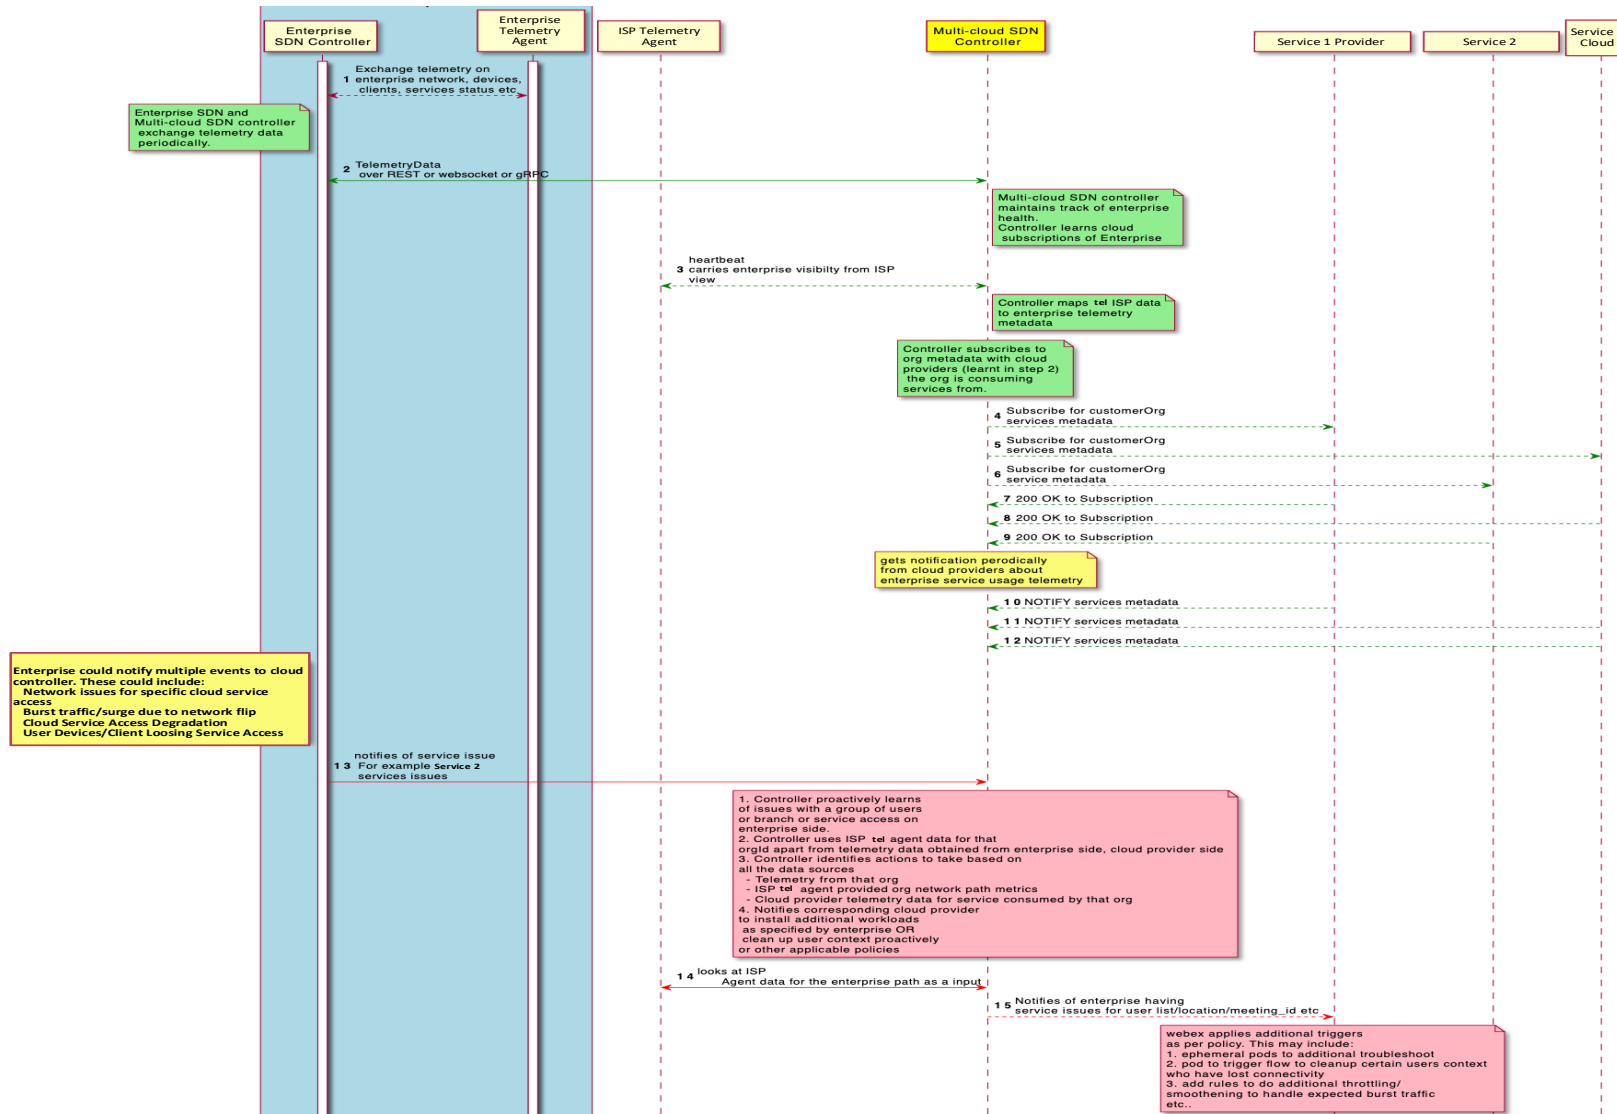 Enterprise
SDN Controller
Enterprise
Telemetry
Agent
ISP Telemetry
Agent
Multi-cloud SDN
Controller
Service 1 Provider
Service 2
Service
Cloud
Exchange telemetry on
1 enterprise network, devices,
clients, services status etc
Enterprise SDN and
Multi-cloud SDN controller
exchange telemetry data
periodically.
2 TelemetryData
over REST or websocket or gRPC
Multi-cloud SDN controller
maintains track of enterprise
health.
Controller learns cloud
subscriptions of Enterprise
heartbeat
3 carries enterprise visibilty from ISP
view
Controller maps tel ISP data
to enterprise telemetry
metadata
Controller subscribes to
org metadata with cloud
providers (learnt in step 2)
the org is consuming
services from.
4 Subscribe for customerOrg
services metadata
5 Subscribe for customerOrg
services metadata
6 Subscribe for customerOrg
service metadata
7 200 OK to Subscription
8 200 OK to Subscription
9 200 OK to Subscription
gets notification perodically
from cloud providers about
enterprise service usage telemetry
10 NOTIFY services metadata
11 NOTIFY services metadata
12 NOTIFY services metadata
Enterprise could notify multiple events to cloud
controller. These could include:
Network issues for specific cloud service
access
Burst traffic/surge due to network flip
Cloud Service Access Degradation
User Devices/Client Loosing Service Access
notifies of service issue
13 For example Service 2
services issues
1. Controller proactively learns
of issues with a group of users
or branch or service access on
enterprise side.
2. Controller uses ISP tel agent data for that
orgId apart from telemetry data obtained from enterprise side, cloud provider side
3. Controller identifies actions to take based on
all the data sources
- Telemetry from that org
- ISP tel agent provided org network path metrics
- Cloud provider telemetry data for service consumed by that org
4. Notifies corresponding cloud provider
to install additional workloads
as specified by enterprise OR
clean up user context proactively
or other applicable policies
14 looks at ISP
Agent data for the enterprise path as a input
15 Notifies of enterprise having
service issues for user list/location/meeting_id etc
webex applies additional triggers
as per policy. This may include:
1. ephemeral pods to additional troubleshoot
2. pod to trigger flow to cleanup certain users context
who have lost connectivity
3. add rules to do additional throttling/
smoothening to handle expected burst traffic
etc..